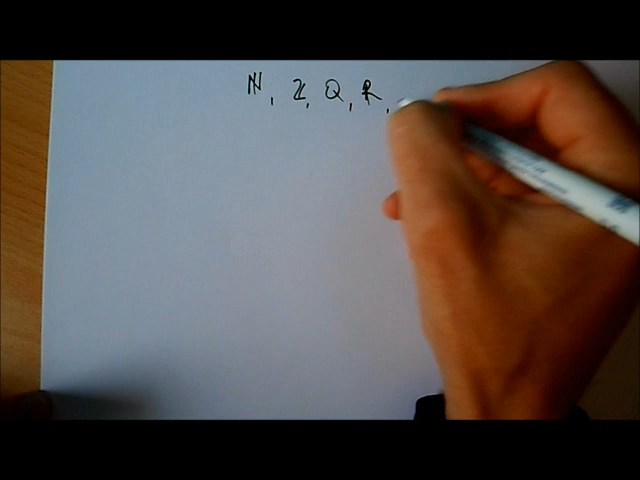 ℕ, ℤ, ℚ, ℝ,